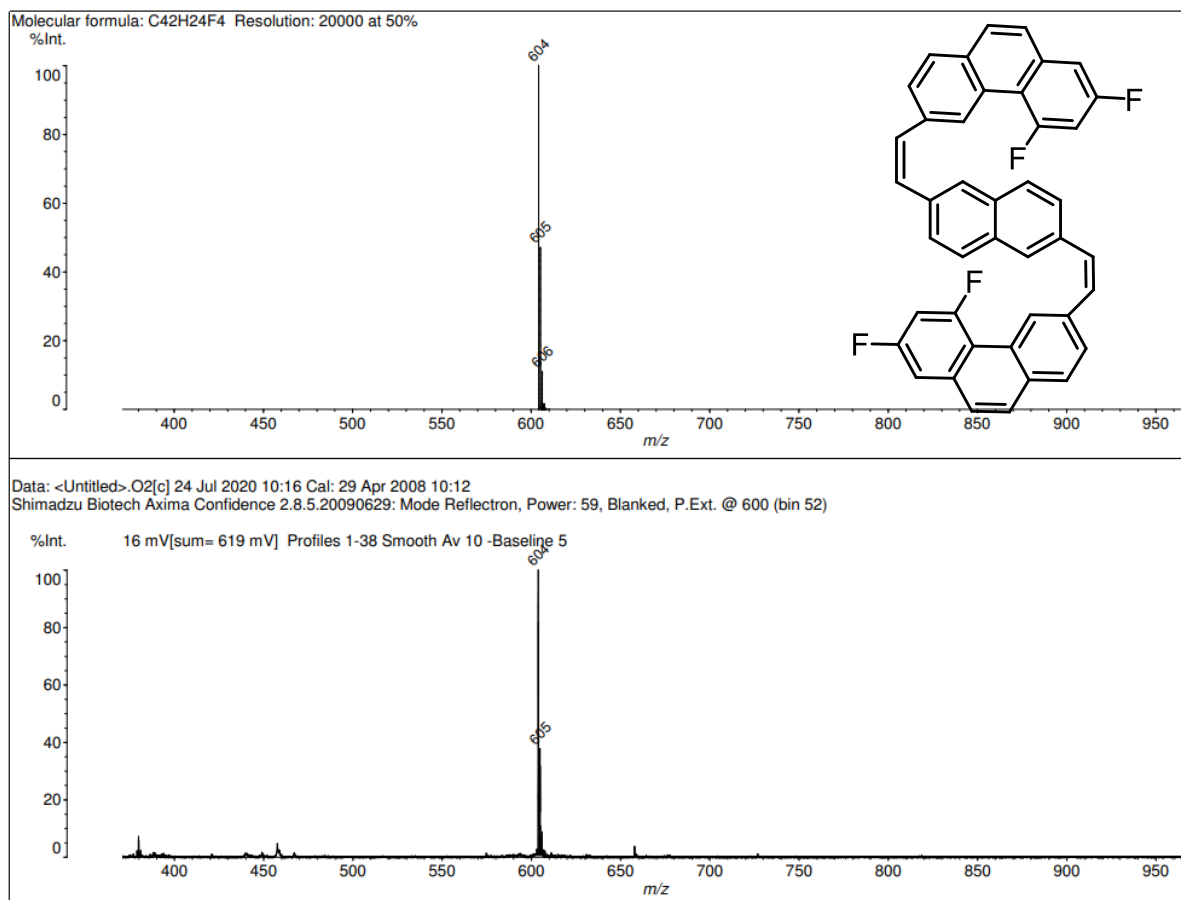 Molecular formula: C42H24F4 Resolution: 20000 at 50%
%Int.
604
100
80
60
605
40
20
606
0
400 450 500 550 600 650 700 750 800 850 900 950
m/z
F
F
F
F
Data: <Untitled>.O2[c] 24 Jul 2020 10:16 Cal: 29 Apr 2008 10:12
Shimadzu Biotech Axima Confidence 2.8.5.20090629: Mode Reflectron, Power: 59, Blanked, P.Ext. @ 600 (bin 52)
%Int. 16 mV[sum= 619 mV] Profiles 1-38 Smooth Av 10 -Baseline 5
604
100
80
60
605
40
20
0
400 450 500 550 600 650 700 750 800 850 900 950
m/z